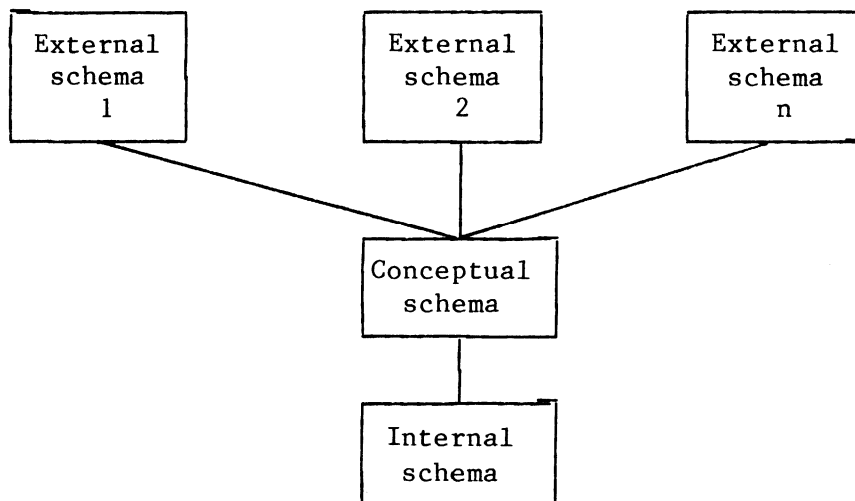 External
schema
1
External
schema
2
External
schema
n
Conceptual
schema
Internal
schema